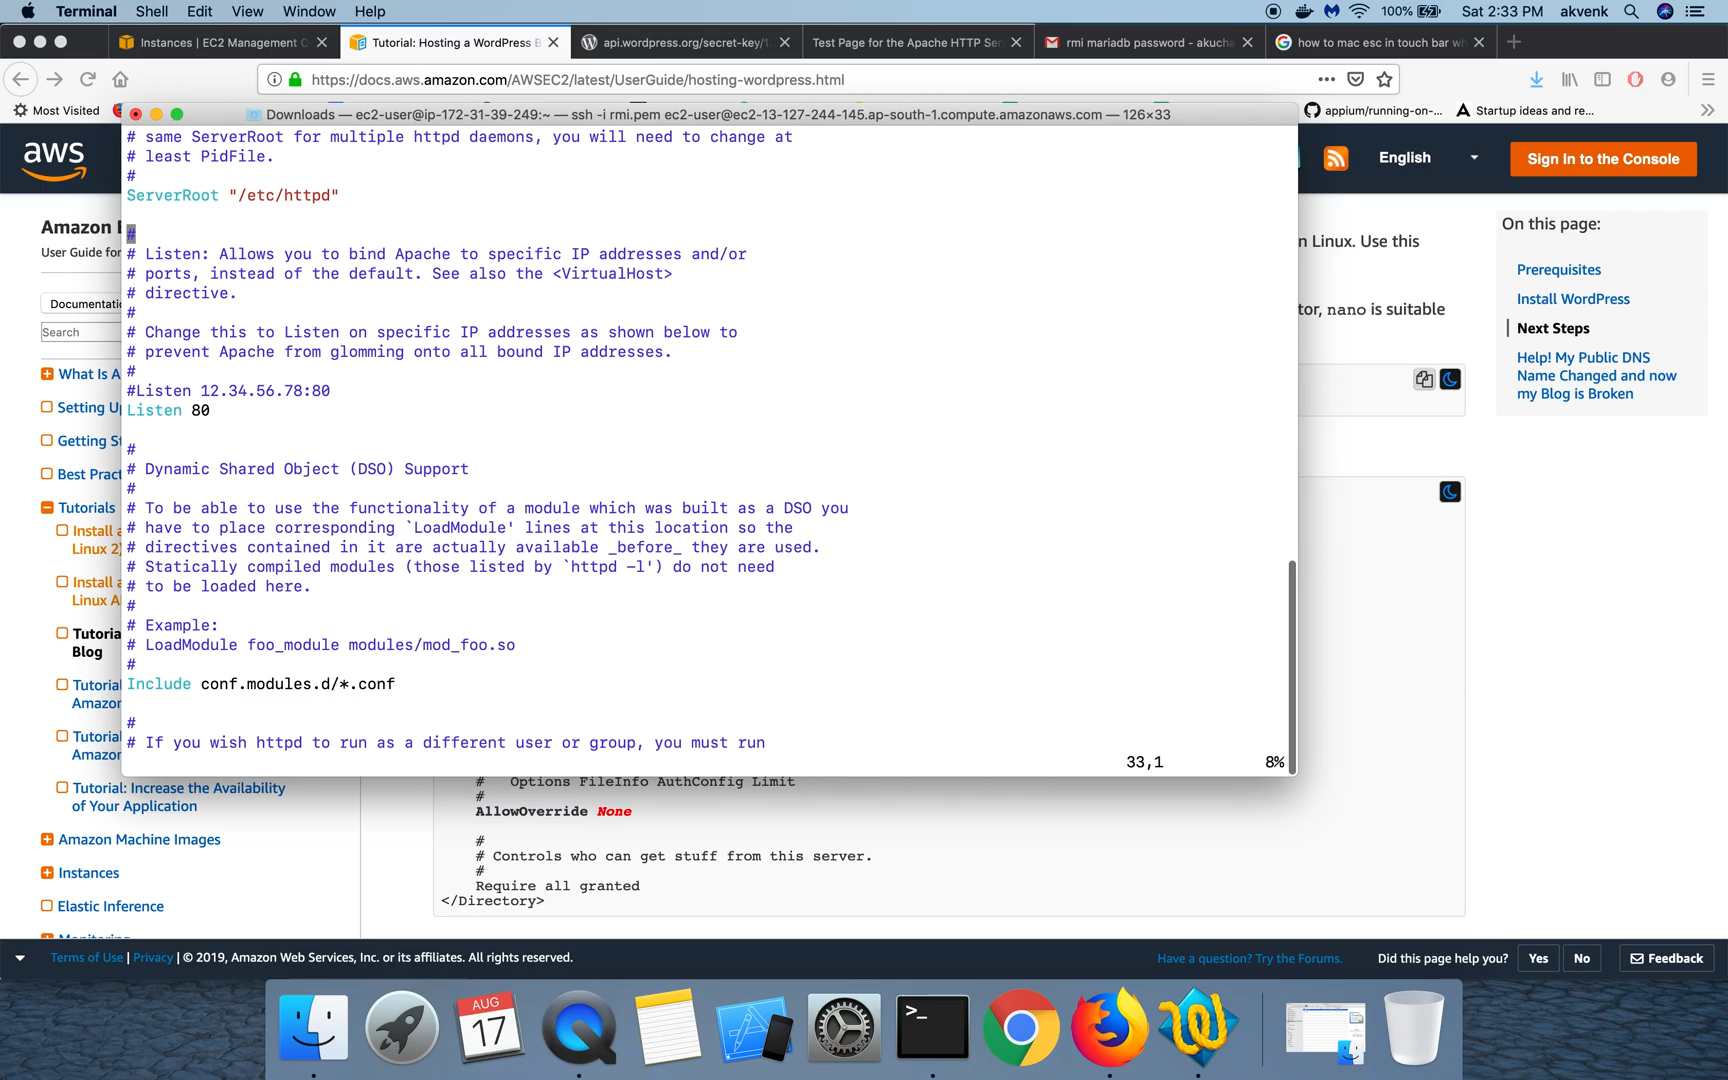 Terminal Shell Edit View Window Help
100% Sat 2:33 PM akvenk
Instances | EC2 Management C
Tutorial: Hosting a WordPress B
api.wordpress.org/secret-key/1.
Test Page for the Apache HTTP Ser
rmi mariadb password - akucha
how to mac esc in touch bar wh
https://docs.aws.amazon.com/AWSEC2/latest/UserGuide/hosting-wordpress.html
Most Visited
appium/running-on-...
Startup ideas and re...
Downloads — ec2-user@ip-172-31-39-249:~ — ssh -i rmi.pem ec2-user@ec2-13-127-244-145.ap-south-1.compute.amazonaws.com — 126×33
# same ServerRoot for multiple httpd daemons, you will need to change at
# least PidFile.
#
ServerRoot "/etc/httpd"
#
# Listen: Allows you to bind Apache to specific IP addresses and/or
# ports, instead of the default. See also the <VirtualHost>
# directive.
#
# Change this to Listen on specific IP addresses as shown below to
# prevent Apache from glomming onto all bound IP addresses.
#
#Listen 12.34.56.78:80
Listen 80
#
# Dynamic Shared Object (DSO) Support
#
# To be able to use the functionality of a module which was built as a DSO you
# have to place corresponding `LoadModule' lines at this location so the
# directives contained in it are actually available _before_ they are used.
# Statically compiled modules (those listed by `httpd -l') do not need
# to be loaded here.
#
# Example:
# LoadModule foo_module modules/mod_foo.so
#
Include conf.modules.d/*.conf
#
# If you wish httpd to run as a different user or group, you must run
33,1 8%
aws
English
Sign In to the Console
Amazon E
User Guide for
Documentatio
Search
What Is A
Setting Up
Getting St
Best Pract
Tutorials
Install a
Linux 2)
Install a
Linux A
Tutoria
Blog
Tutorial
Amazon
Tutorial
Amazon
Tutorial: Increase the Availability
of Your Application
Amazon Machine Images
Instances
Elastic Inference
Monitoring
n Linux. Use this
tor, nano is suitable
On this page:
Prerequisites
Install WordPress
Next Steps
Help! My Public DNS
Name Changed and now
my Blog is Broken
# Options FileInfo AuthConfig Limit
#
AllowOverride None
#
# Controls who can get stuff from this server.
#
Require all granted
</Directory>
Terms of Use | Privacy | © 2019, Amazon Web Services, Inc. or its affiliates. All rights reserved.
Have a question? Try the Forums.
Did this page help you? Yes No Feedback
AUG
17
>_